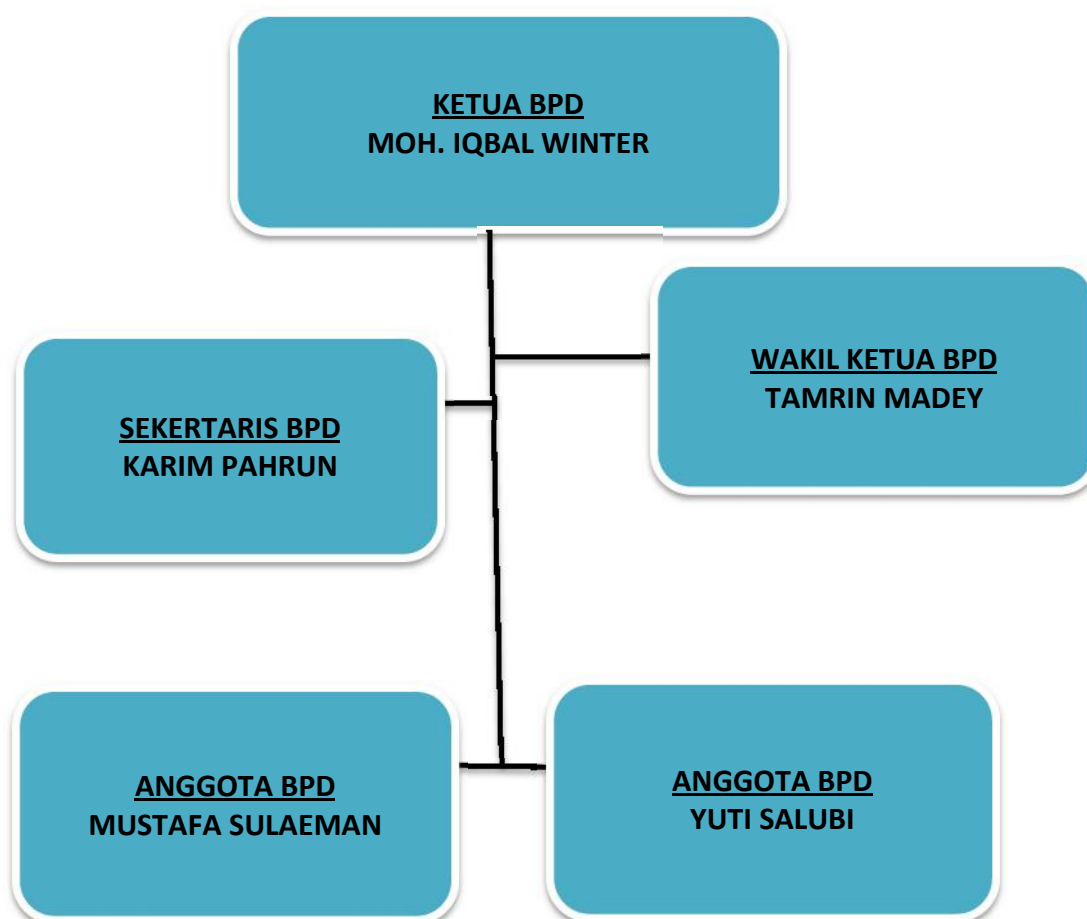 KETUA BPD
MOH. IQBAL WINTER
WAKIL KETUA BPD
TAMRIN MADEY
SEKERTARIS BPD
KARIM PAHRUN
ANGGOTA BPD
MUSTAFA SULAEMAN
ANGGOTA BPD
YUTI SALUBI